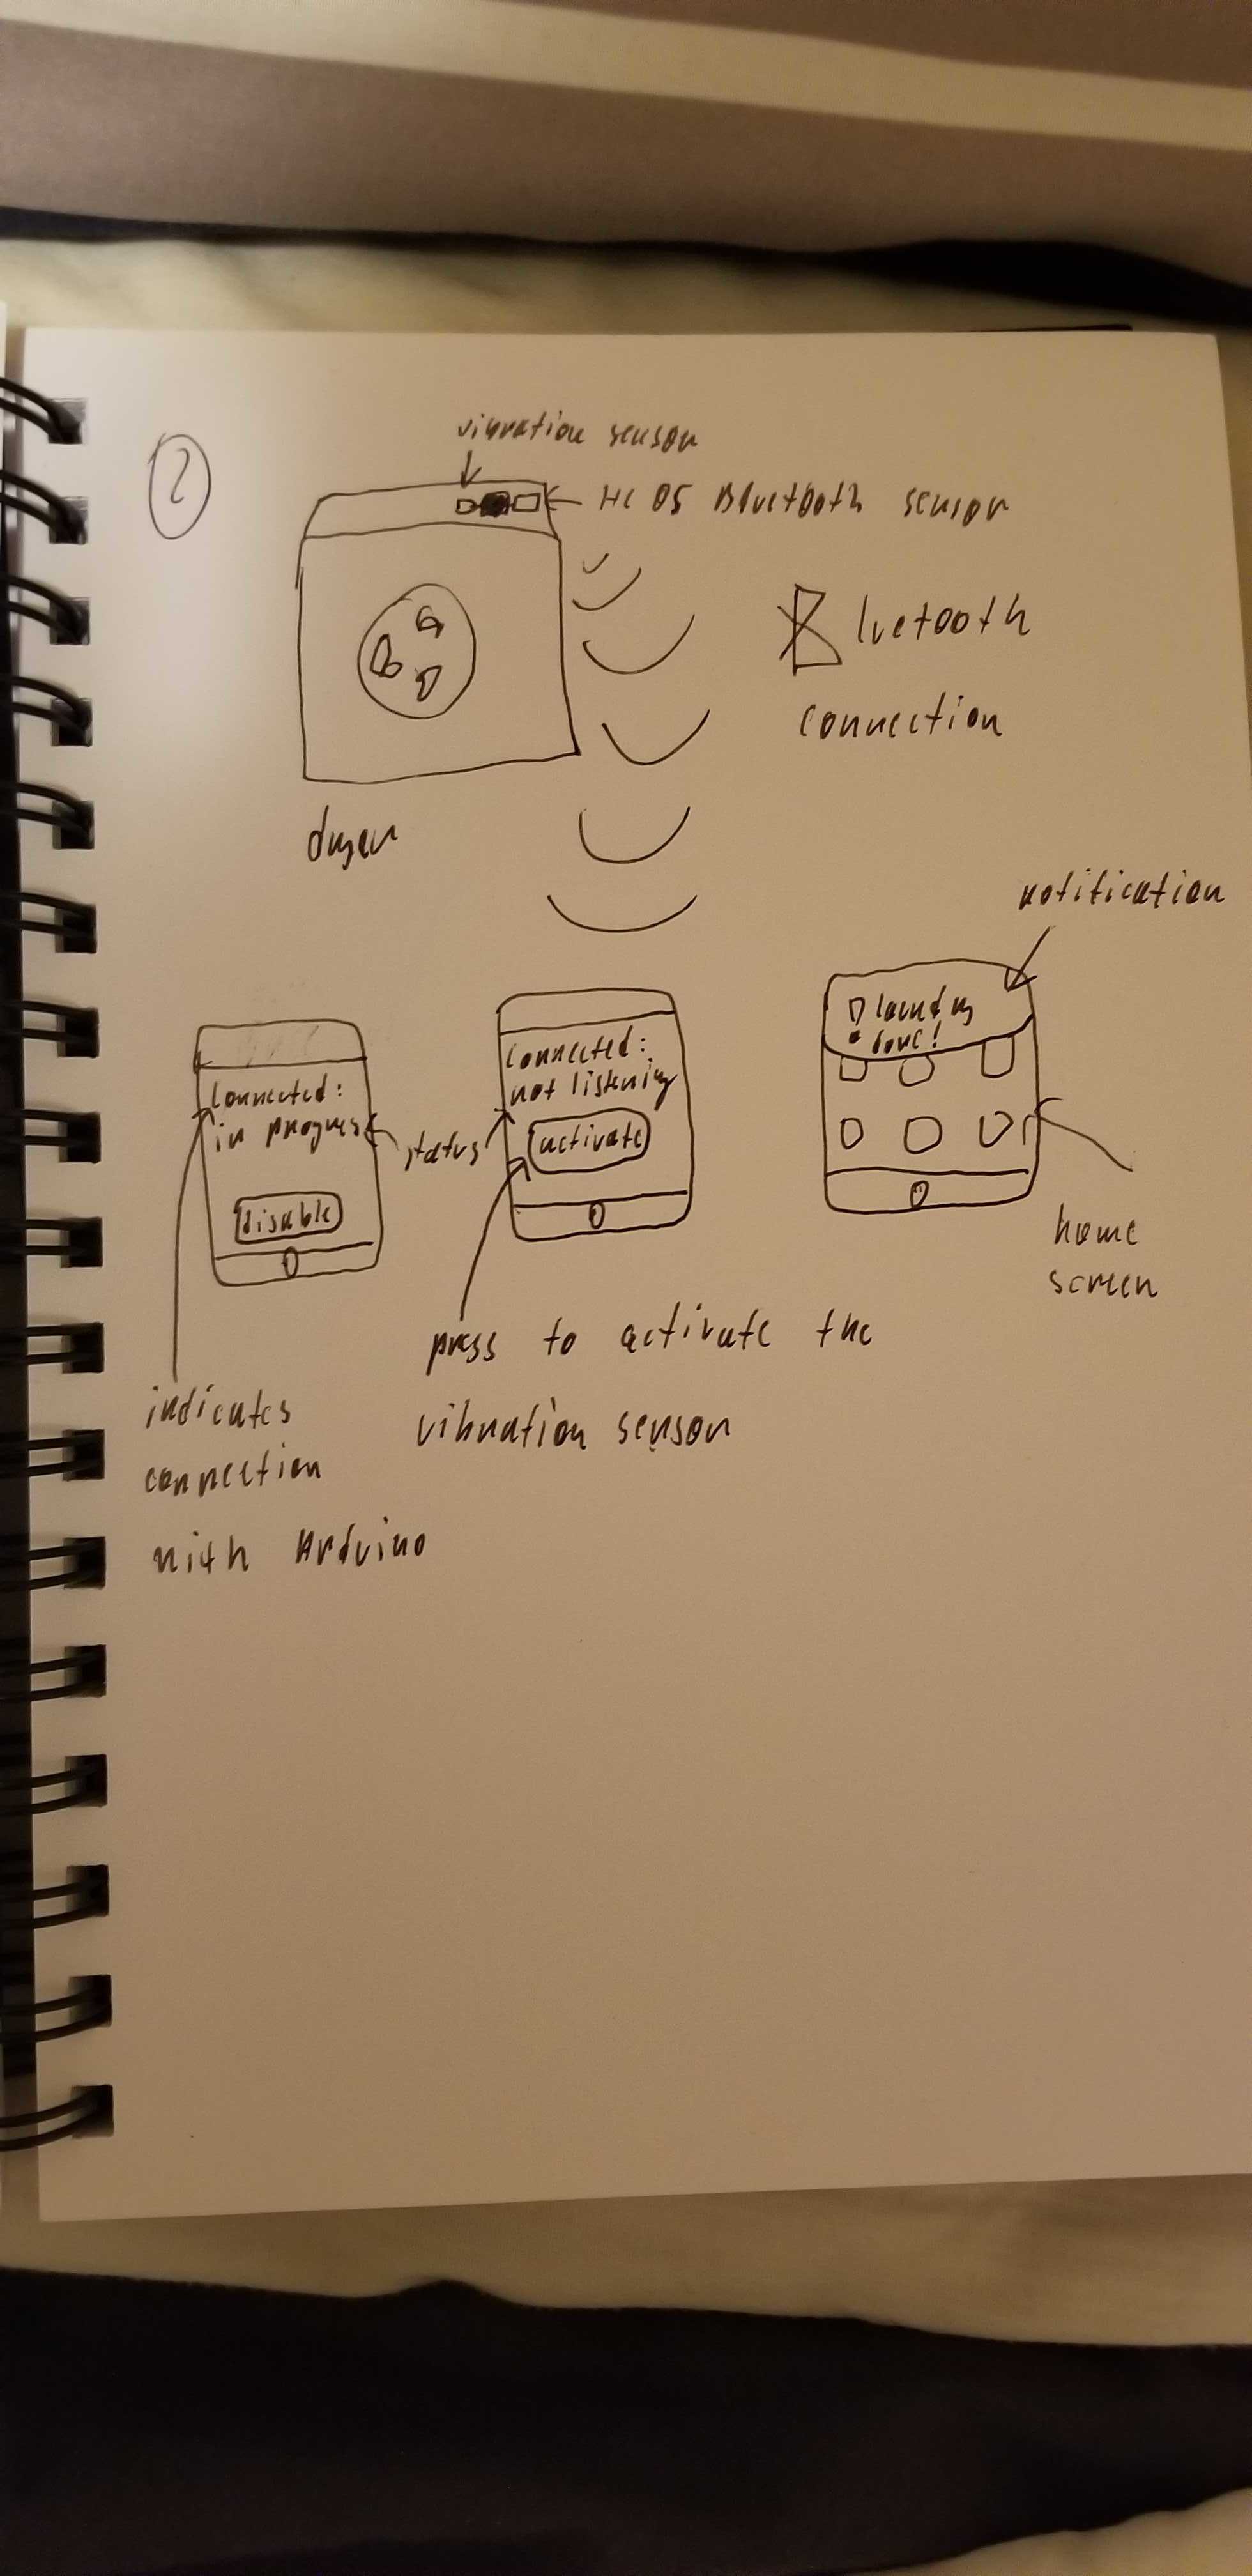 2
vibration sensor
HC 05 Bluetooth sensor
Bluetooth
connection
dryer
notification
laundry
done!
Connected:
in progress
disable
status
Connected:
not listening
activate
home
screen
press to activate the
vibration sensor
indicates
connection
with Arduino